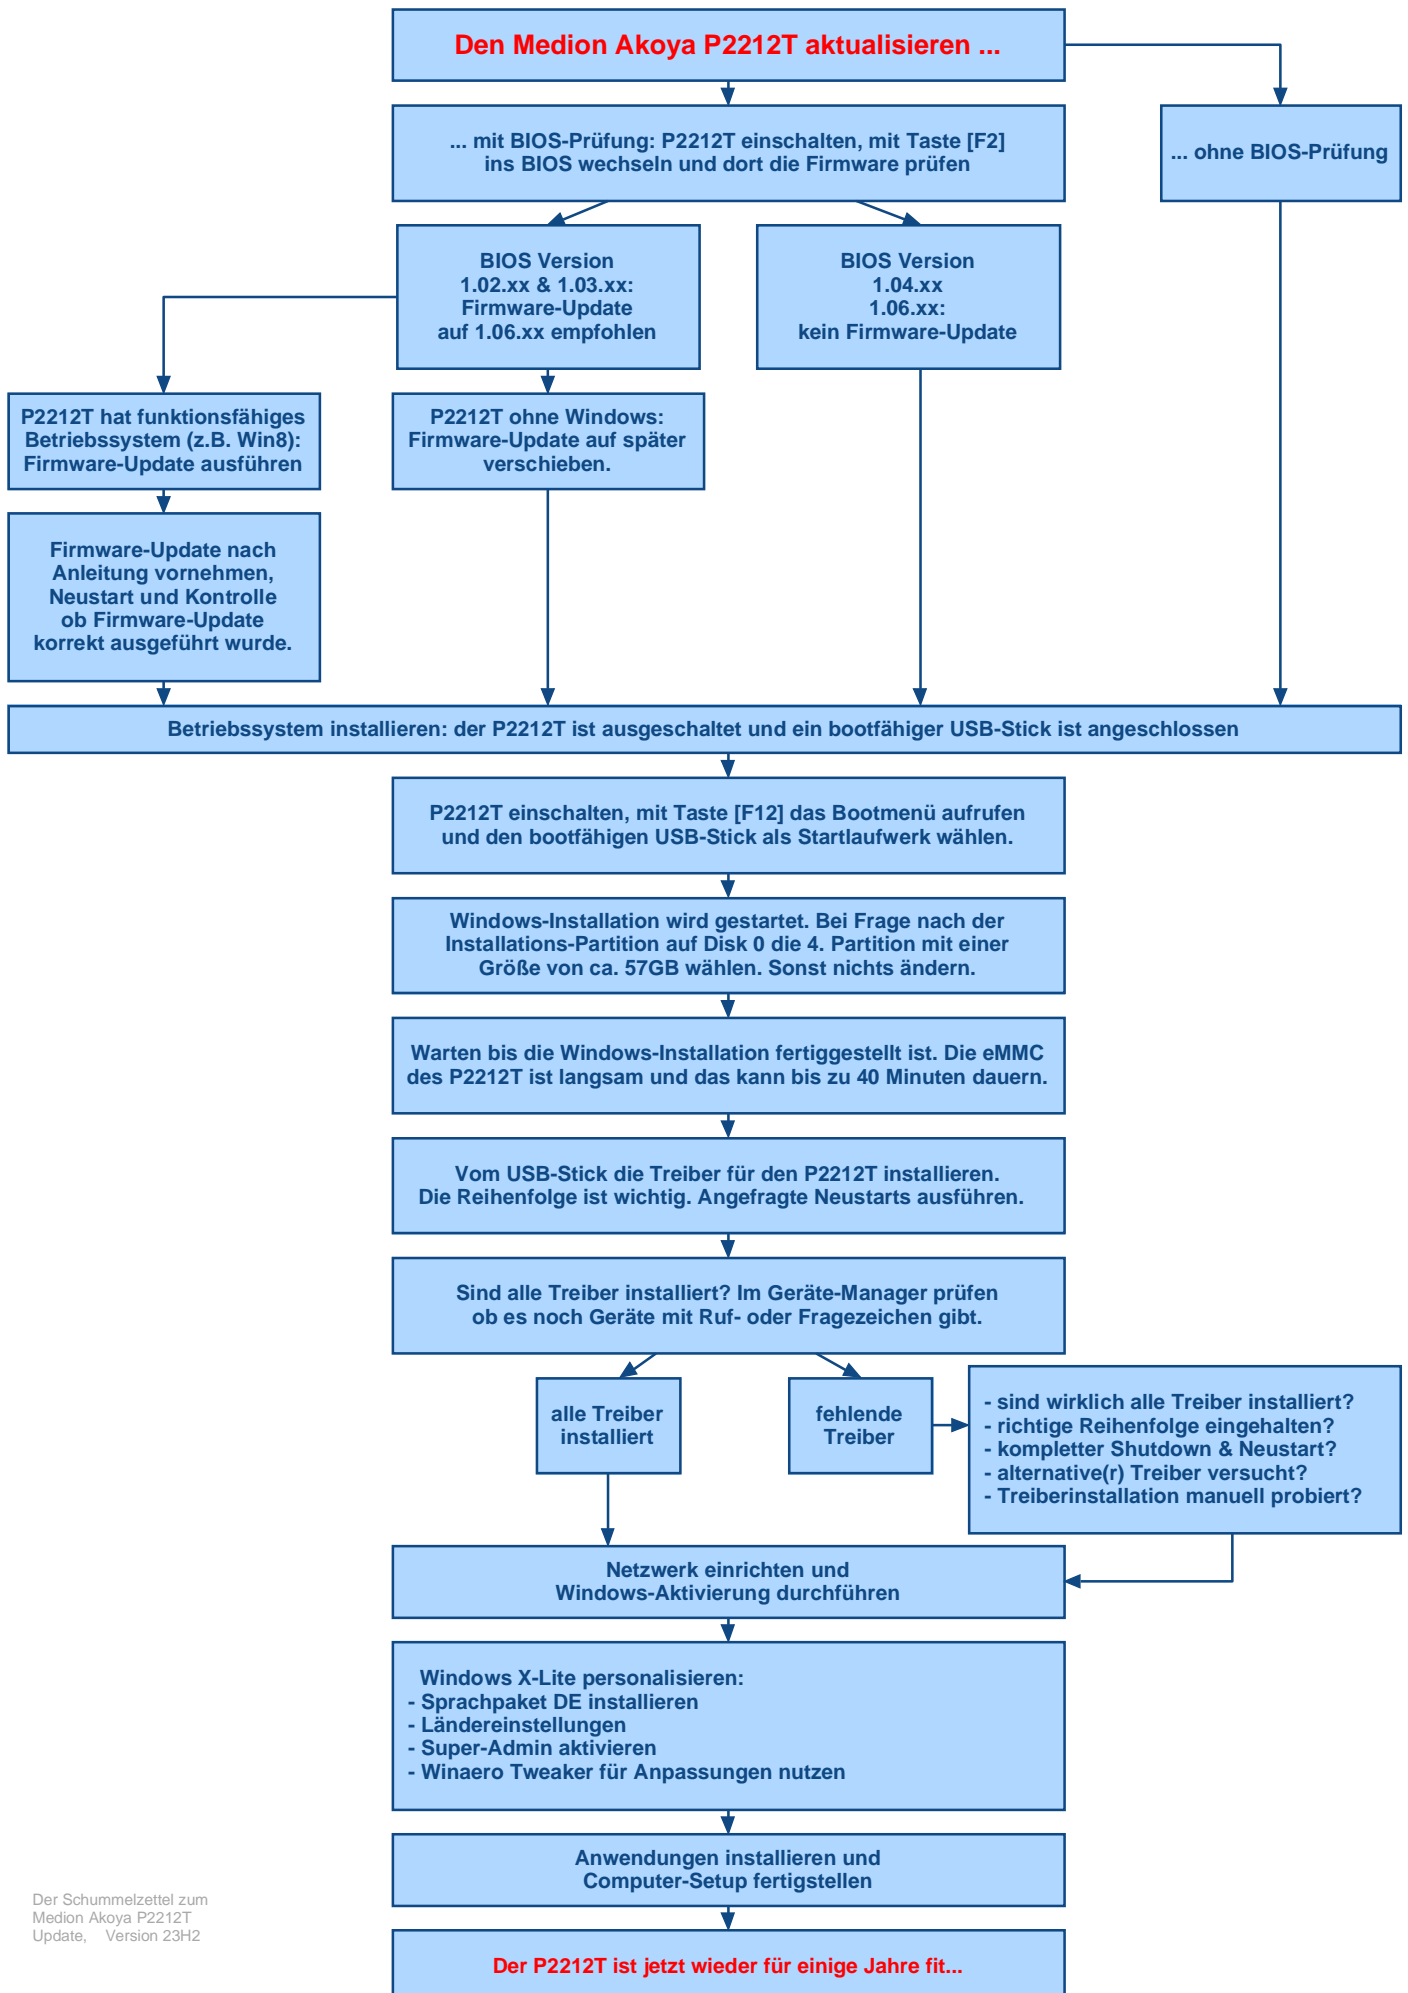 Den Medion Akoya P2212T aktualisieren ...
... mit BIOS-Prüfung: P2212T einschalten, mit Taste [F2]
ins BIOS wechseln und dort die Firmware prüfen
... ohne BIOS-Prüfung
BIOS Version
1.02.xx & 1.03.xx:
Firmware-Update
auf 1.06.xx empfohlen
BIOS Version
1.04.xx
1.06.xx:
kein Firmware-Update
P2212T hat funktionsfähiges
Betriebssystem (z.B. Win8):
Firmware-Update ausführen
P2212T ohne Windows:
Firmware-Update auf später
verschieben.
Firmware-Update nach
Anleitung vornehmen,
Neustart und Kontrolle
ob Firmware-Update
korrekt ausgeführt wurde.
Betriebssystem installieren: der P2212T ist ausgeschaltet und ein bootfähiger USB-Stick ist angeschlossen
P2212T einschalten, mit Taste [F12] das Bootmenü aufrufen
und den bootfähigen USB-Stick als Startlaufwerk wählen.
Windows-Installation wird gestartet. Bei Frage nach der
Installations-Partition auf Disk 0 die 4. Partition mit einer
Größe von ca. 57GB wählen. Sonst nichts ändern.
Warten bis die Windows-Installation fertiggestellt ist. Die eMMC
des P2212T ist langsam und das kann bis zu 40 Minuten dauern.
Vom USB-Stick die Treiber für den P2212T installieren.
Die Reihenfolge ist wichtig. Angefragte Neustarts ausführen.
Sind alle Treiber installiert? Im Geräte-Manager prüfen
ob es noch Geräte mit Ruf- oder Fragezeichen gibt.
alle Treiber
installiert
fehlende
Treiber
- sind wirklich alle Treiber installiert?
- richtige Reihenfolge eingehalten?
- kompletter Shutdown & Neustart?
- alternative(r) Treiber versucht?
- Treiberinstallation manuell probiert?
Netzwerk einrichten und
Windows-Aktivierung durchführen
Windows X-Lite personalisieren:
- Sprachpaket DE installieren
- Ländereinstellungen
- Super-Admin aktivieren
- Winaero Tweaker für Anpassungen nutzen
Anwendungen installieren und
Computer-Setup fertigstellen
Der Schummelzettel zum
Medion Akoya P2212T
Update, Version 23H2
Der P2212T ist jetzt wieder für einige Jahre fit...